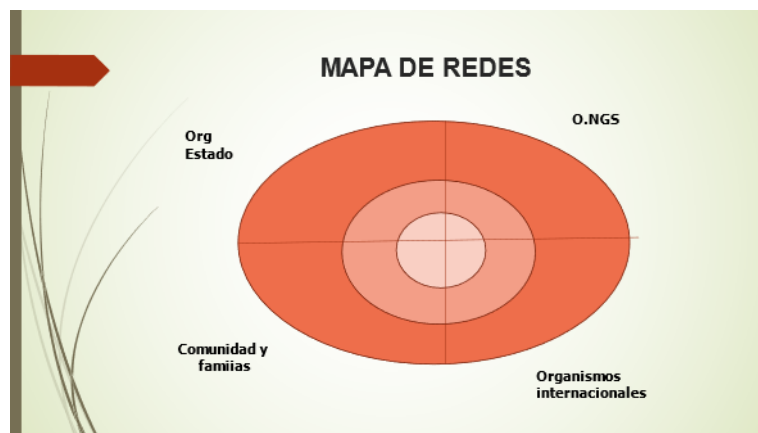 MAPA DE REDES
O.NGS
Org
Estado
Comunidad y
famiias
Organismos
internacionales